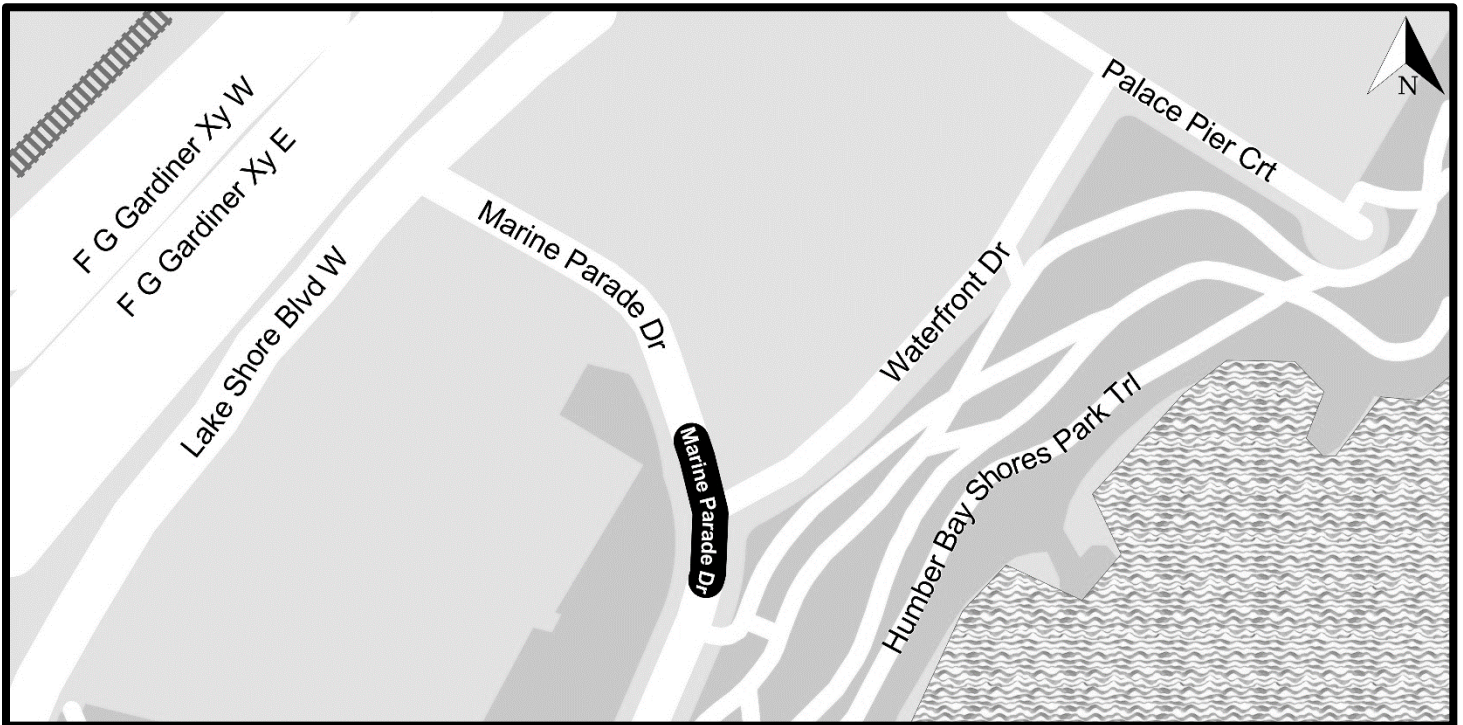 F G Gardiner Xy W
F G Gardiner Xy E
Lake Shore Blvd W
Marine Parade Dr
Marine Parade Dr
Waterfront Dr
Palace Pier Crt
Humber Bay Shores Park Trl
N